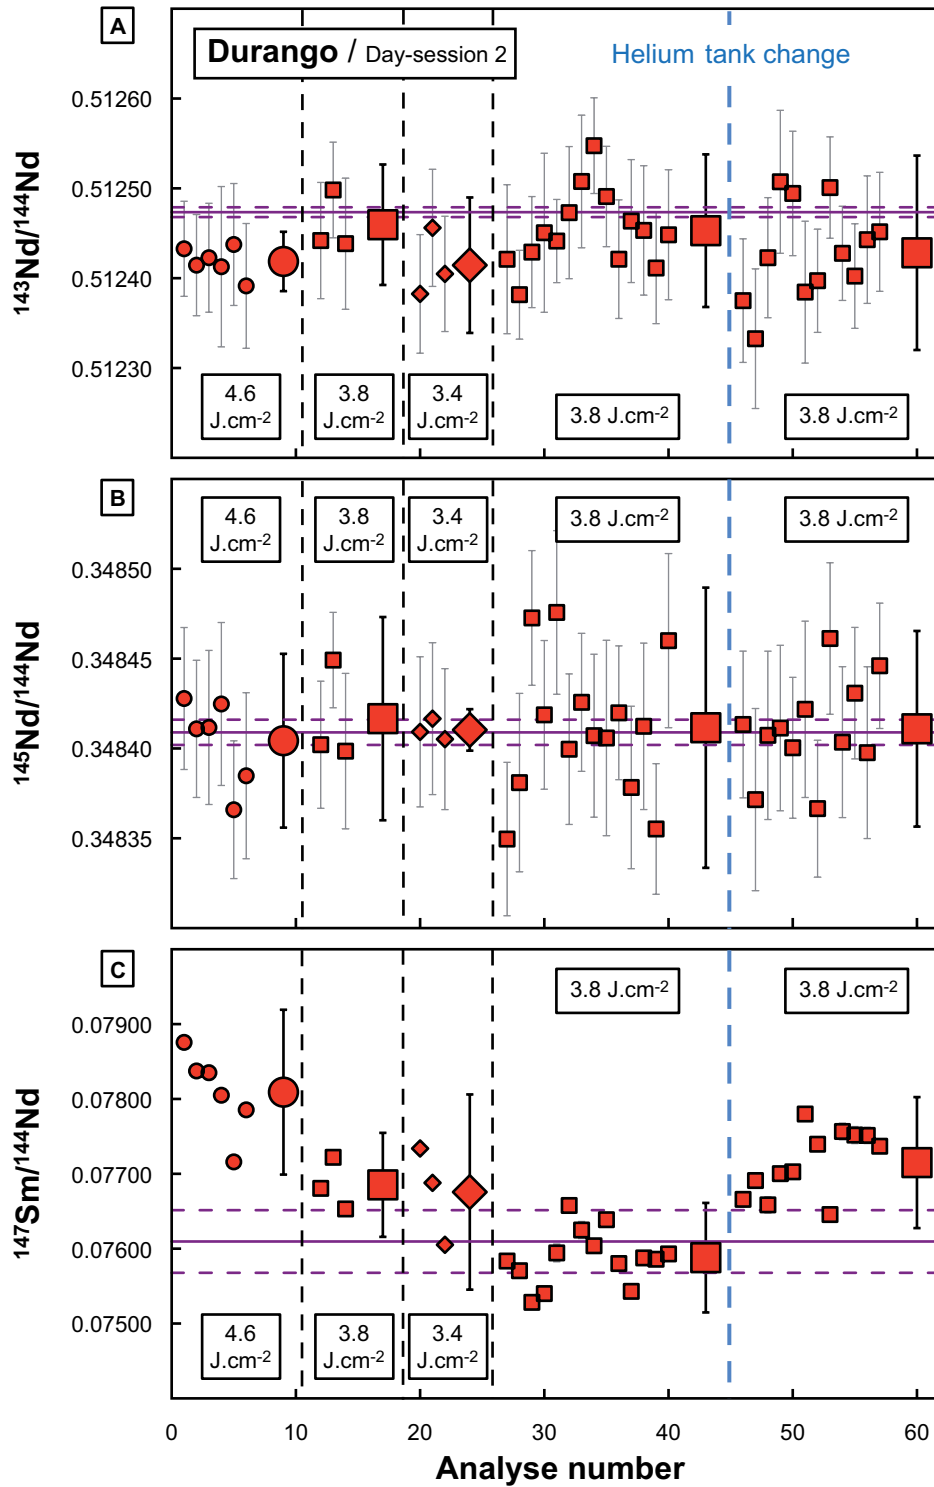 A
Durango / Day-session 2
Helium tank change
0.51260
0.51250
0.51240
0.51230
143Nd/144Nd
4.6
J.cm-2
3.8
J.cm-2
3.4
J.cm-2
3.8 J.cm-2
3.8 J.cm-2
B
4.6
J.cm-2
3.8
J.cm-2
3.4
J.cm-2
3.8 J.cm-2
3.8 J.cm-2
0.34850
0.34845
0.34840
0.34835
145Nd/144Nd
C
3.8 J.cm-2
3.8 J.cm-2
0.07900
0.07800
0.07700
0.07600
0.07500
147Sm/144Nd
4.6
J.cm-2
3.8
J.cm-2
3.4
J.cm-2
0 10 20 30 40 50 60
Analyse number